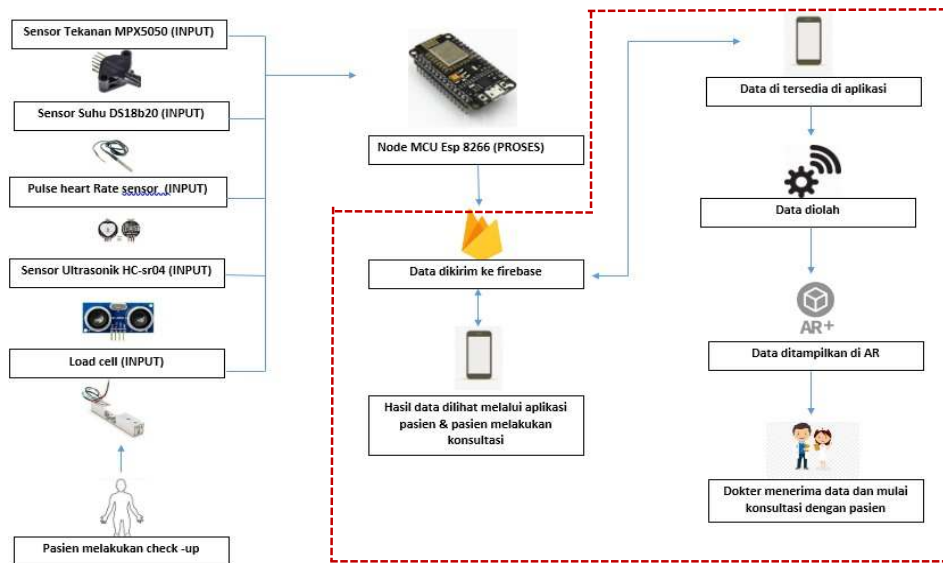 Sensor Tekanan MPX5050 (INPUT)
Sensor Suhu DS18b20 (INPUT)
Pulse heart Rate sensor (INPUT)
Sensor Ultrasonik HC-sr04 (INPUT)
Load cell (INPUT)
Pasien melakukan check -up
Node MCU Esp 8266 (PROSES)
Data dikirim ke firebase
Hasil data dilihat melalui aplikasi
pasien & pasien melakukan
konsultasi
Data di tersedia di aplikasi
Data diolah
AR+
Data ditampilkan di AR
Dokter menerima data dan mulai
konsultasi dengan pasien